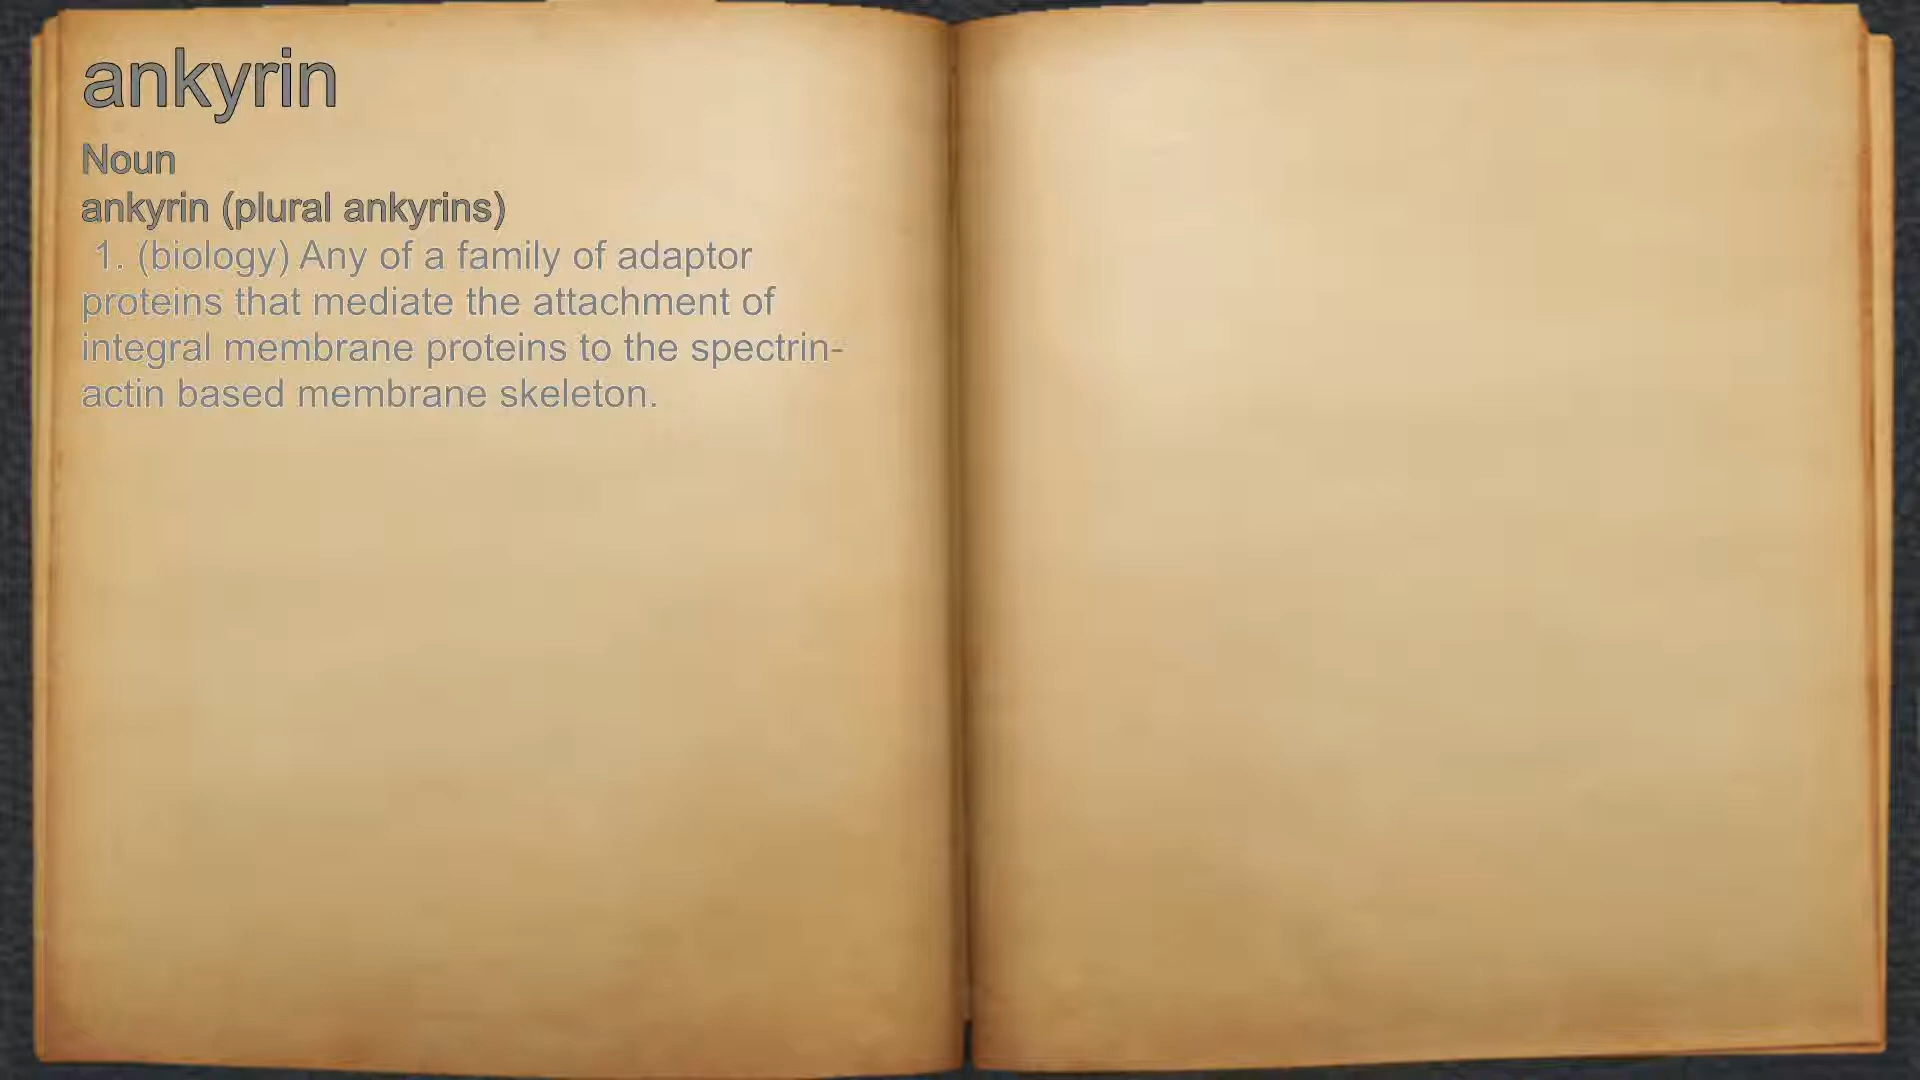 ankyrin
Noun
ankyrin (plural ankyrins)
1. (biology) Any of a family of adaptor
proteins that mediate the attachment of
integral membrane proteins to the spectrin-
actin based membrane skeleton.